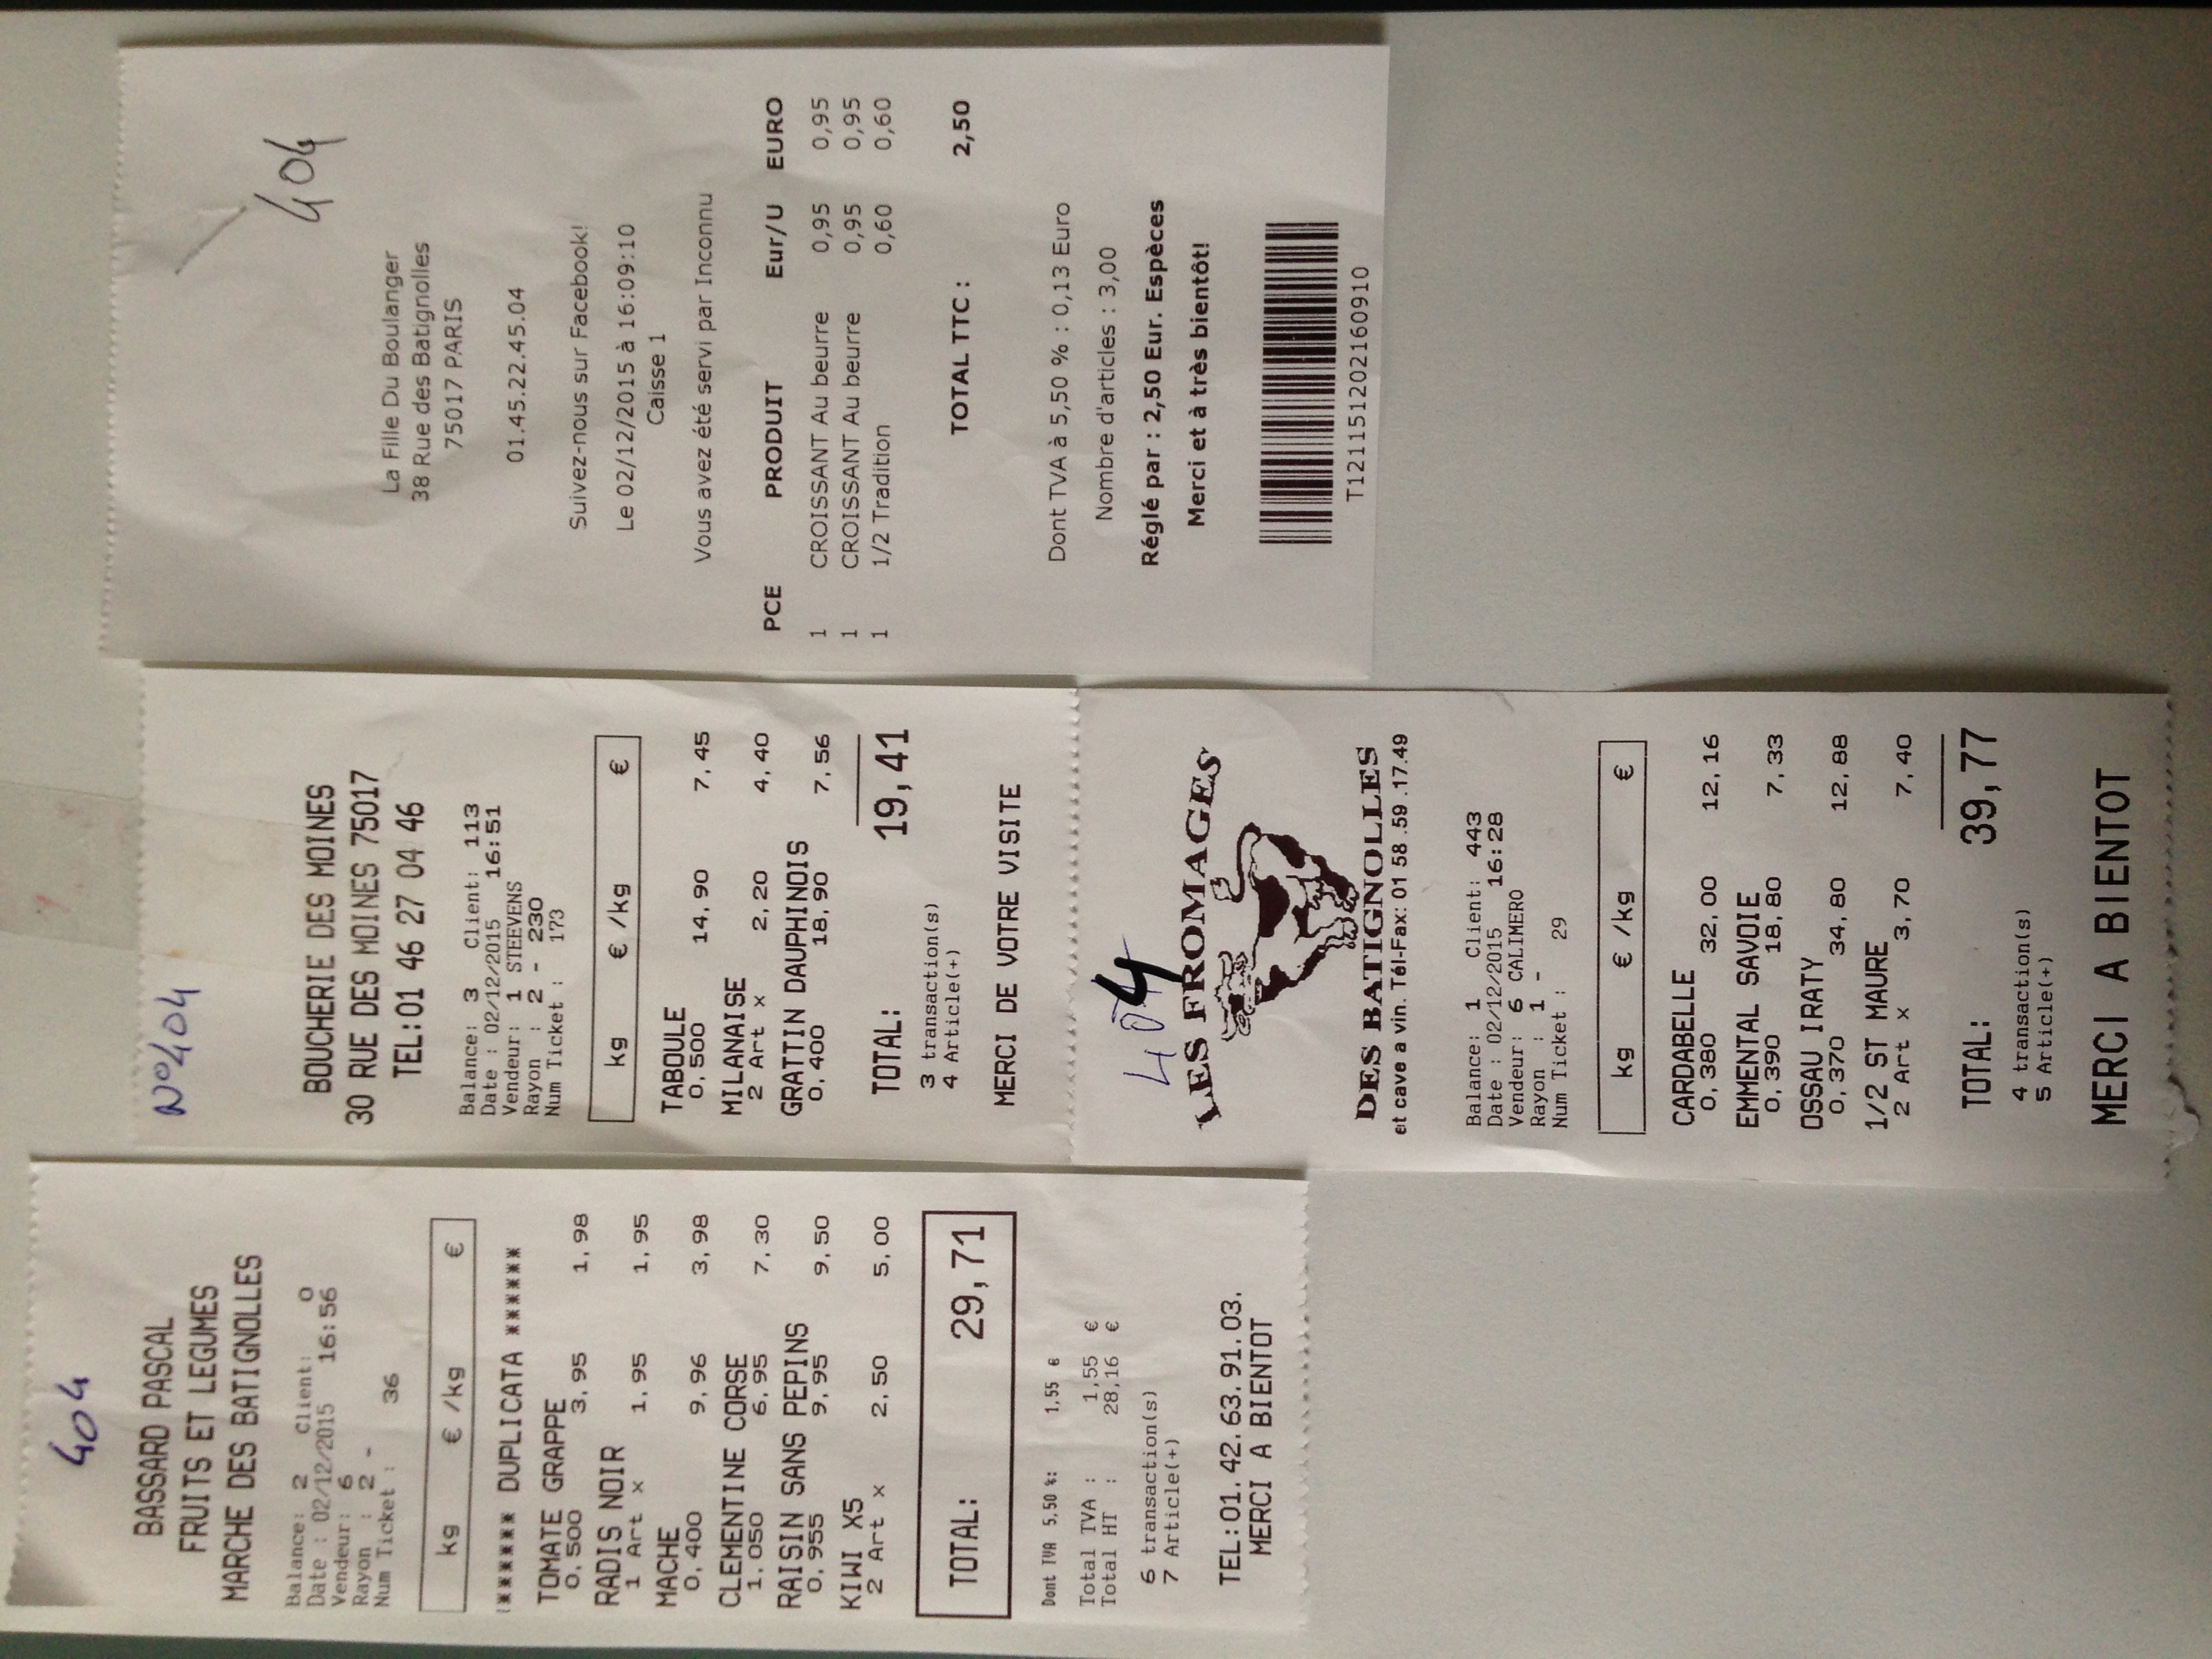 404
BASSARD PASCAL
FRUITS ET LEGUMES
MARCHE DES BATIGNOLLES
Balance: 2 Client: 0
Date : 02/12/2015 16:56
Vendeur: 6
Rayon : 2 -
Num Ticket : 36
kg € /kg €
****** DUPLICATA ******
TOMATE GRAPPE
0,500 3,95 1,98
RADIS NOIR
1 Art x 1,95 1,95
MACHE
0,400 9,96 3,98
CLEMENTINE CORSE
1,050 6,95 7,30
RAISIN SANS PEPINS
0,955 9,95 9,50
KIWI X5
2 Art x 2,50 5,00
TOTAL: 29,71
Dont TVA 5,50 %: 1,55 €
Total TVA : 1,55 €
Total HT : 28,16 €
6 transaction(s)
7 Article(+)
TEL:01.42.63.91.03.
MERCI A BIENTOT
N°404
BOUCHERIE DES MOINES
30 RUE DES MOINES 75017
TEL:01 46 27 04 46
Balance: 3 Client: 113
Date : 02/12/2015 16:51
Vendeur: 1 STEEVENS
Rayon : 2 - 230
Num Ticket : 173
kg € /kg €
TABOULE
0,500 14,90 7,45
MILANAISE
2 Art x 2,20 4,40
GRATTIN DAUPHINOIS
0,400 18,90 7,56
TOTAL: 19,41
3 transaction(s)
4 Article(+)
MERCI DE VOTRE VISITE
404
LES FROMAGES
DES BATIGNOLLES
et cave a vin. Tél-Fax: 01 58 .59 .17.49
Balance: 1 Client: 443
Date : 02/12/2015 16:28
Vendeur: 6 CALIMERO
Rayon : 1 -
Num Ticket : 29
kg € /kg €
CARDABELLE
0,380 32,00 12,16
EMMENTAL SAVOIE
0,390 18,80 7,33
OSSAU IRATY
0,370 34,80 12,88
1/2 ST MAURE
2 Art x 3,70 7,40
TOTAL: 39,77
4 transaction(s)
5 Article(+)
MERCI A BIENTOT
404
La Fille Du Boulanger
38 Rue des Batignolles
75017 PARIS
01.45.22.45.04
Suivez-nous sur Facebook!
Le 02/12/2015 à 16:09:10
Caisse 1
Vous avez été servi par Inconnu
PCE PRODUIT Eur/U EURO
1 CROISSANT Au beurre 0,95 0,95
1 CROISSANT Au beurre 0,95 0,95
1 1/2 Tradition 0,60 0,60
TOTAL TTC : 2,50
Dont TVA à 5,50 % : 0,13 Euro
Nombre d'articles : 3,00
Réglé par : 2,50 Eur. Espèces
Merci et à très bientôt!
T121151202160910